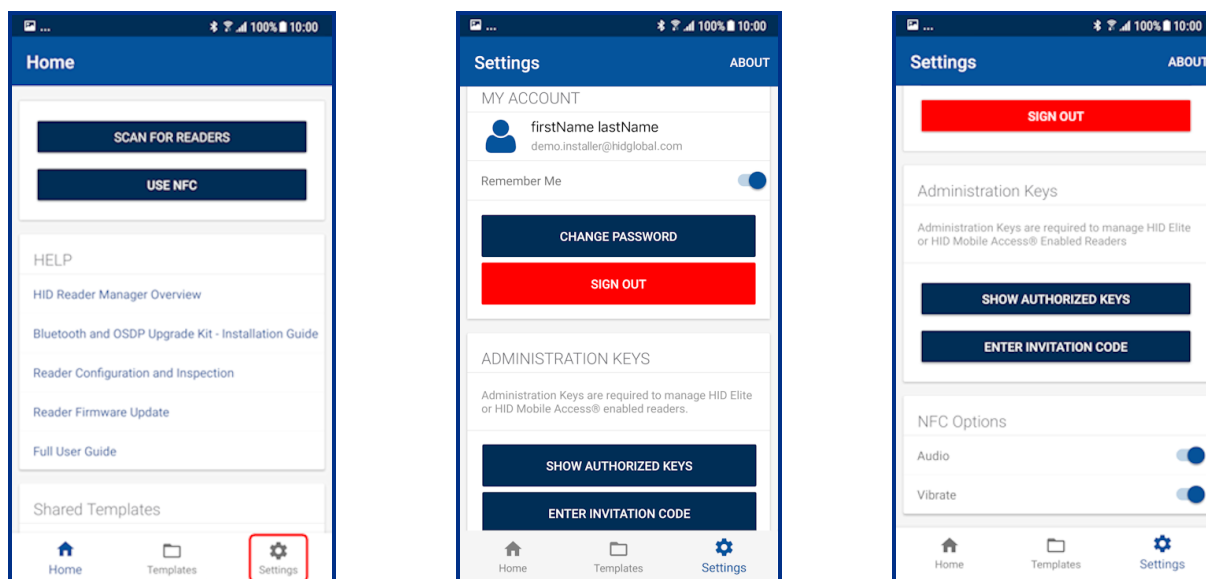 ... 100% 10:00
Home
SCAN FOR READERS
USE NFC
HELP
HID Reader Manager Overview
Bluetooth and OSDP Upgrade Kit - Installation Guide
Reader Configuration and Inspection
Reader Firmware Update
Full User Guide
Shared Templates
Home Templates Settings
... 100% 10:00
Settings ABOUT
MY ACCOUNT
firstName lastName
demo.installer@hidglobal.com
Remember Me
CHANGE PASSWORD
SIGN OUT
ADMINISTRATION KEYS
Administration Keys are required to manage HID Elite
or HID Mobile Access® enabled readers.
SHOW AUTHORIZED KEYS
ENTER INVITATION CODE
Home Templates Settings
... 100% 10:00
Settings ABOUT
SIGN OUT
Administration Keys
Administration Keys are required to manage HID Elite
or HID Mobile Access® Enabled Readers
SHOW AUTHORIZED KEYS
ENTER INVITATION CODE
NFC Options
Audio
Vibrate
Home Templates Settings